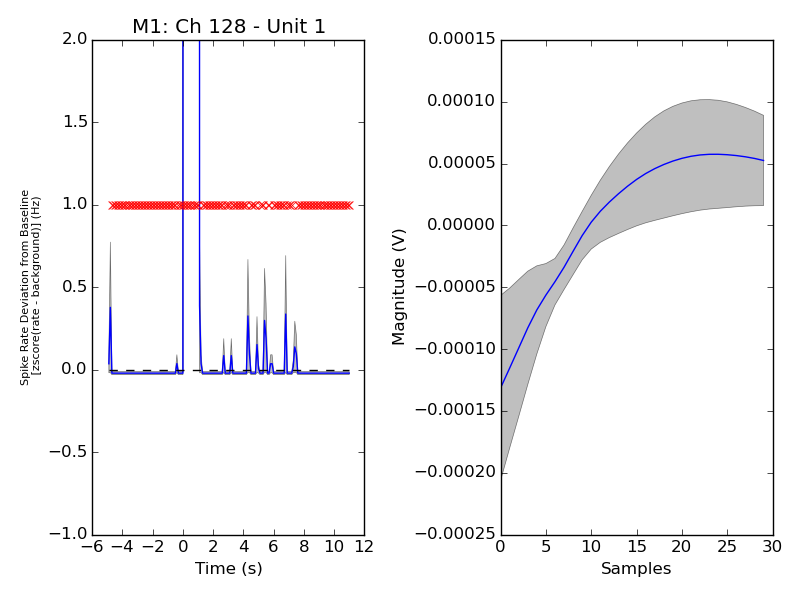 M1: Ch 128 - Unit 1
2.0
1.5
1.0
0.5
0.0
−0.5
−1.0
Spike Rate Deviation from Baseline
[zscore(rate - background)] (Hz)
−6 −4 −2 0 2 4 6 8 10 12
Time (s)
0.00015
0.00010
0.00005
0.00000
−0.00005
−0.00010
−0.00015
−0.00020
−0.00025
Magnitude (V)
0 5 10 15 20 25 30
Samples